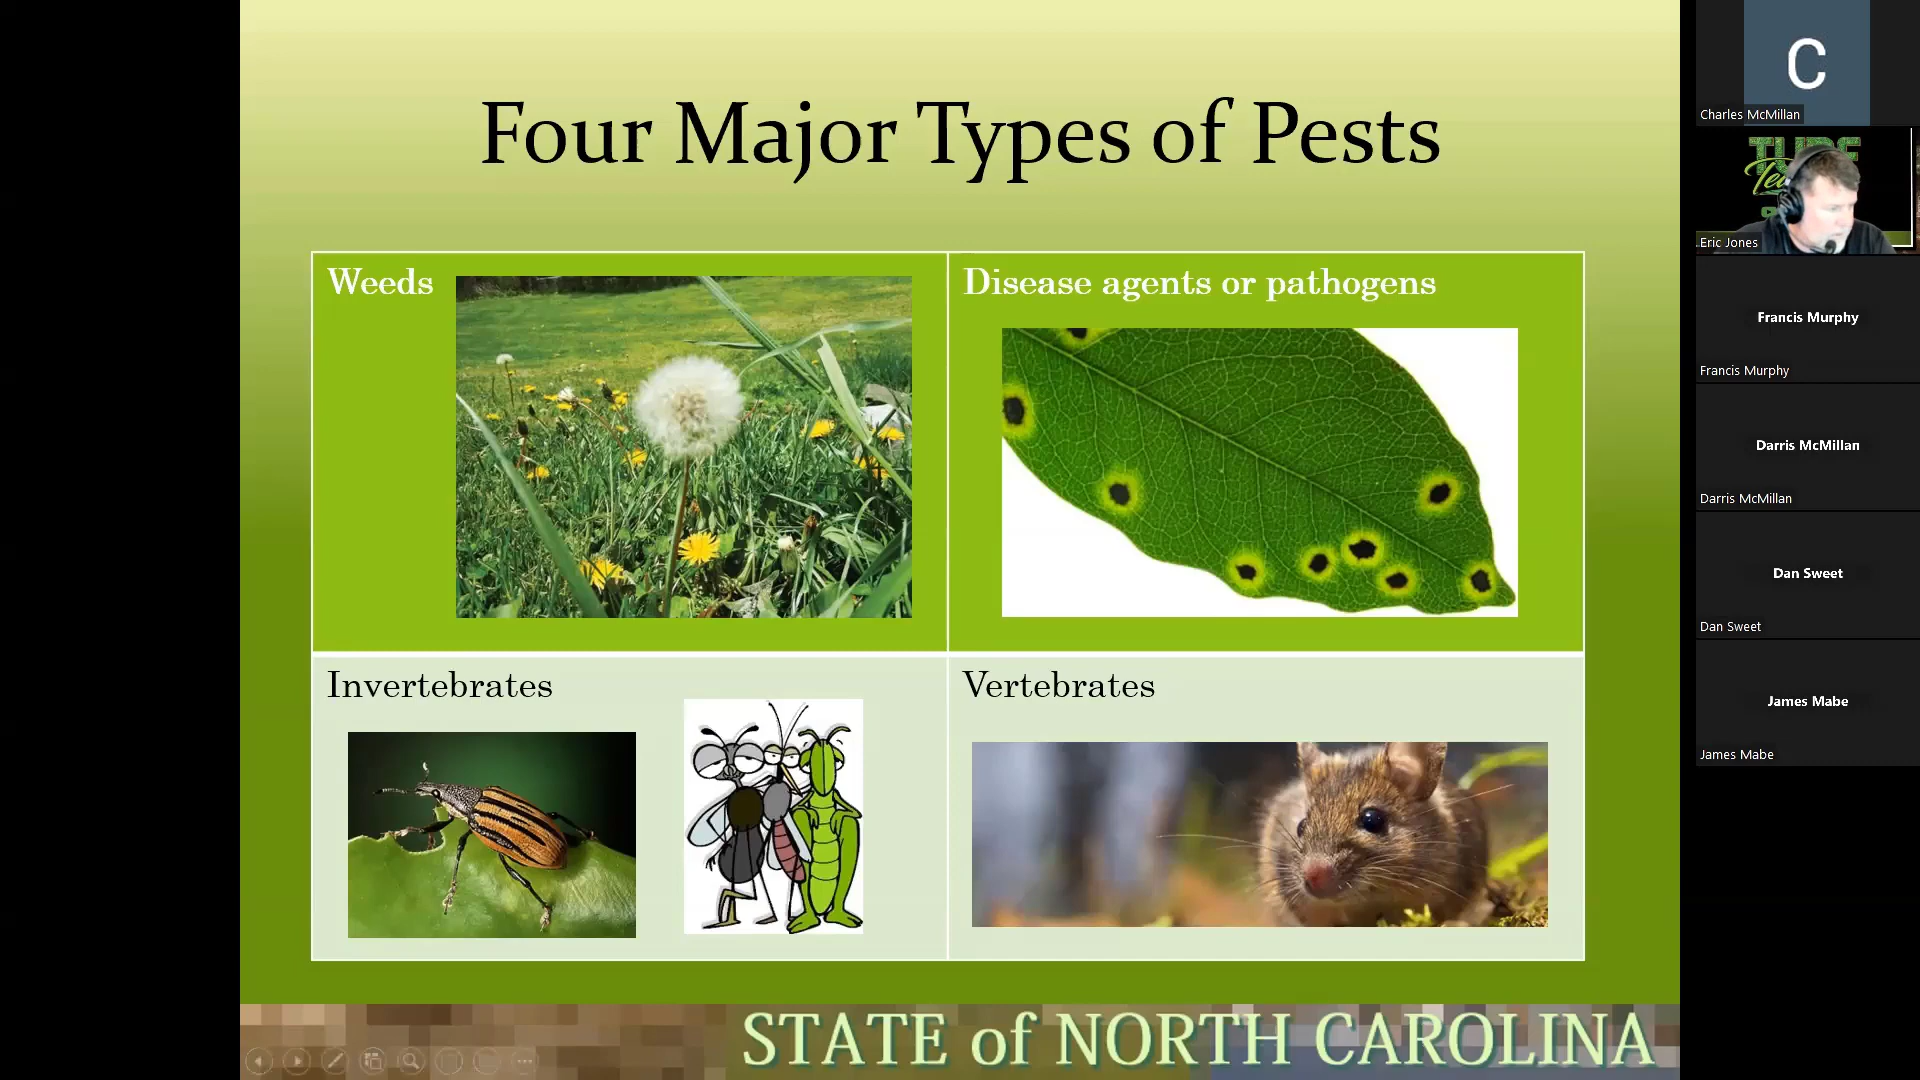 Four Major Types of Pests
Weeds
Disease agents or pathogens
Invertebrates
Vertebrates
STATE of NORTH CAROLINA
C
Charles McMillan
Eric Jones
Francis Murphy
Francis Murphy
Darris McMillan
Darris McMillan
Dan Sweet
Dan Sweet
James Mabe
James Mabe